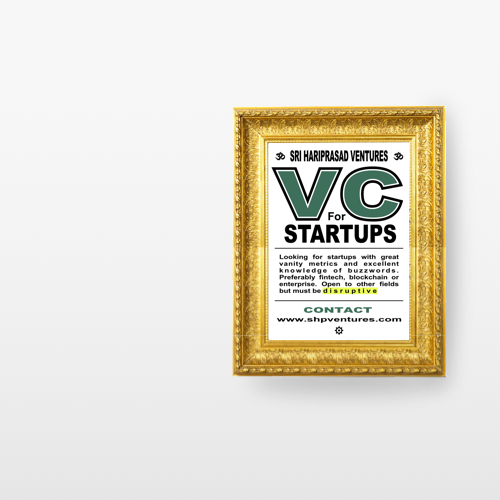 ॐ SRI HARIPRASAD VENTURES ॐ
VC
For
STARTUPS
Looking for startups with great
vanity metrics and excellent
knowledge of buzzwords.
Preferably fintech, blockchain or
enterprise. Open to other fields
but must be disruptive
CONTACT
www.shpventures.com